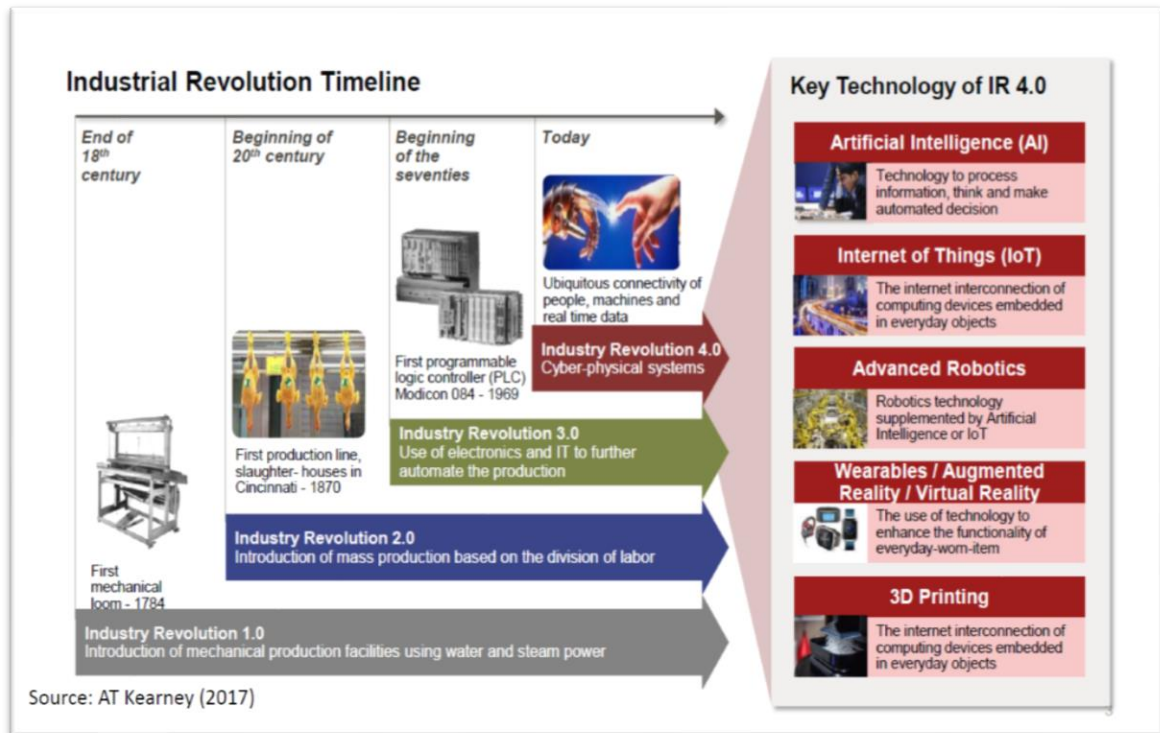 Industrial Revolution Timeline
End of
18th
century
Beginning of
20th century
Beginning
of the
seventies
Today
Ubiquitous connectivity of
people, machines and
real time data
Industry Revolution 4.0
Cyber-physical systems
First programmable
logic controller (PLC)
Modicon 084 - 1969
Industry Revolution 3.0
Use of electronics and IT to further
automate the production
First production line,
slaughter- houses in
Cincinnati - 1870
Industry Revolution 2.0
Introduction of mass production based on the division of labor
First
mechanical
loom - 1784
Industry Revolution 1.0
Introduction of mechanical production facilities using water and steam power
Source: AT Kearney (2017)
Key Technology of IR 4.0
Artificial Intelligence (AI)
Technology to process
information, think and make
automated decision
Internet of Things (IoT)
The internet interconnection of
computing devices embedded
in everyday objects
Advanced Robotics
Robotics technology
supplemented by Artificial
Intelligence or IoT
Wearables / Augmented
Reality / Virtual Reality
The use of technology to
enhance the functionality of
everyday-worn-item
3D Printing
The internet interconnection of
computing devices embedded
in everyday objects